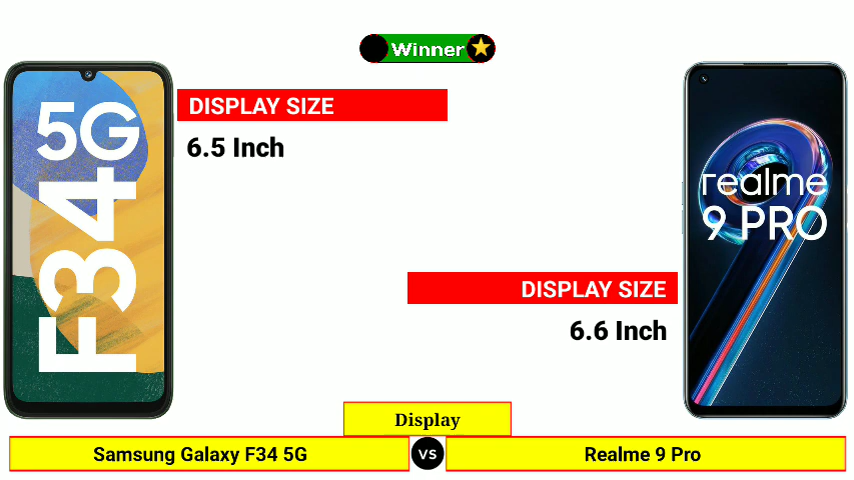 Winner
5G
F34
DISPLAY SIZE
6.5 Inch
realme
9 PRO
DISPLAY SIZE
6.6 Inch
Display
Samsung Galaxy F34 5G
VS
Realme 9 Pro